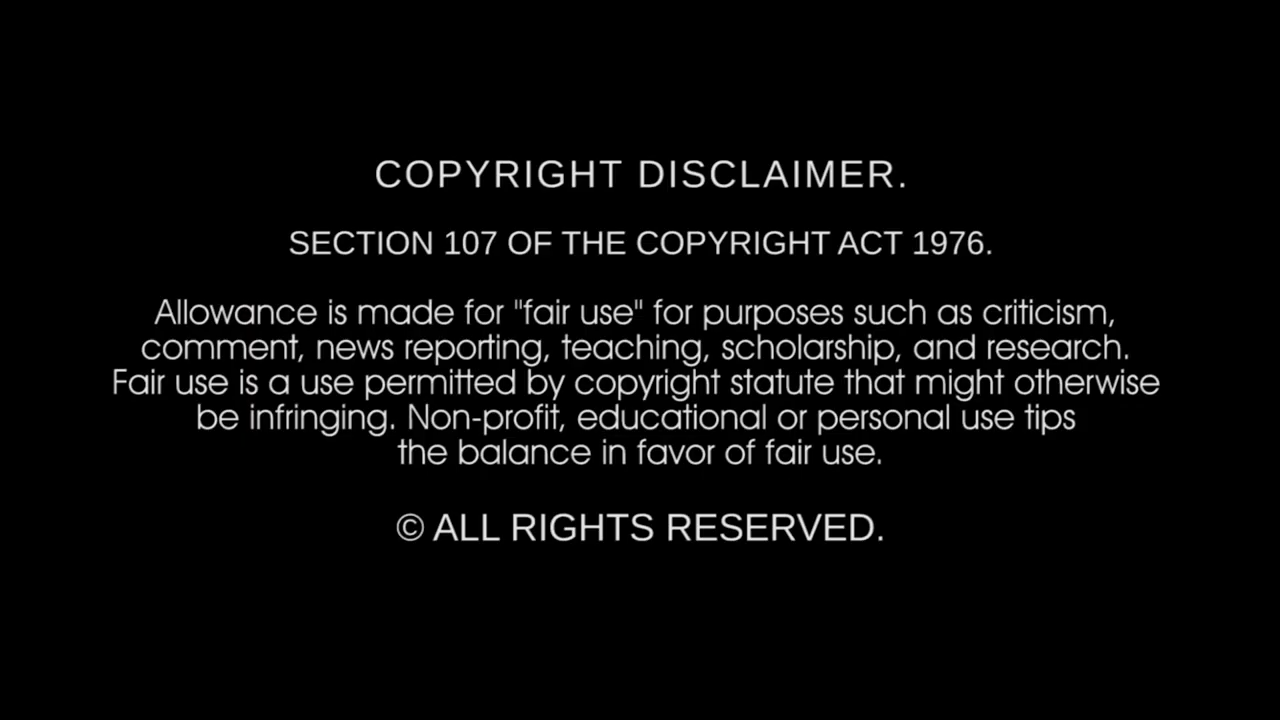 COPYRIGHT DISCLAIMER.
SECTION 107 OF THE COPYRIGHT ACT 1976.
Allowance is made for "fair use" for purposes such as criticism,
comment, news reporting, teaching, scholarship, and research.
Fair use is a use permitted by copyright statute that might otherwise
be infringing. Non-profit, educational or personal use tips
the balance in favor of fair use.
© ALL RIGHTS RESERVED.